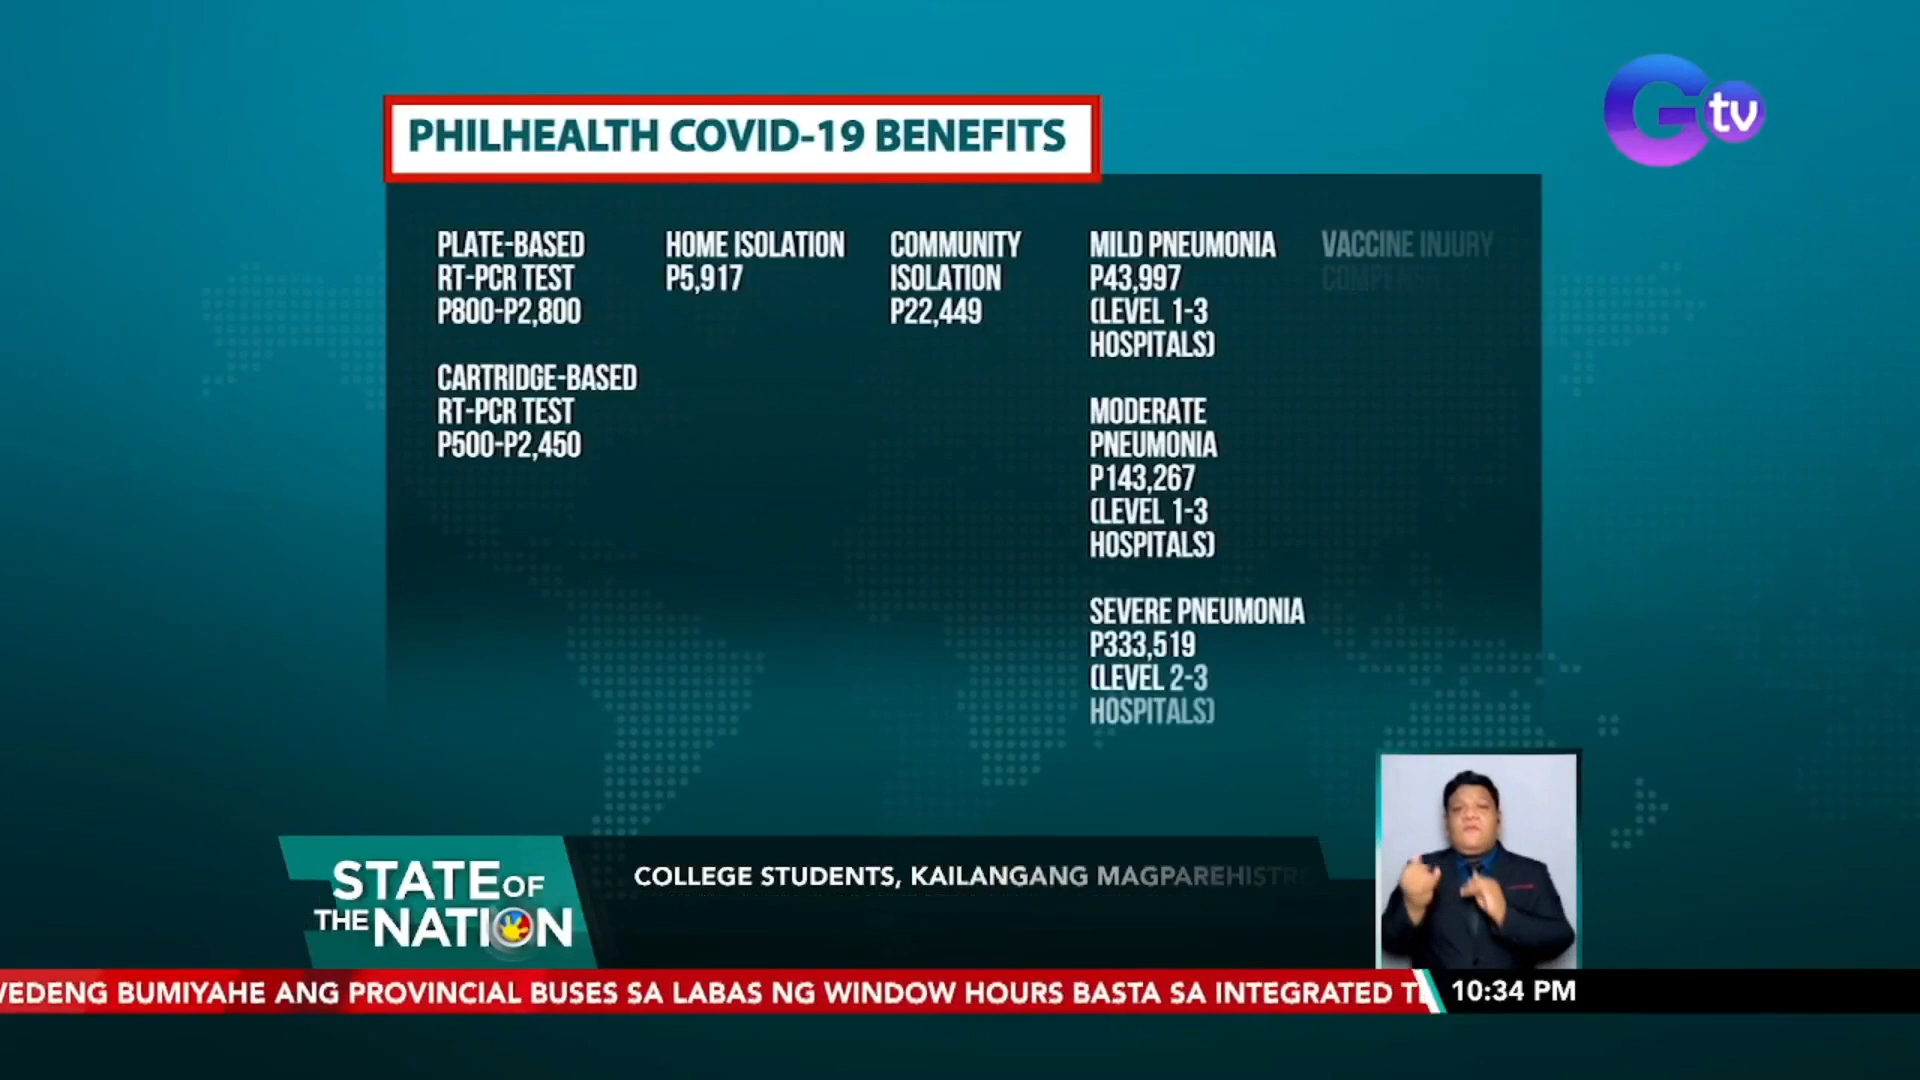 Gtv
PHILHEALTH COVID-19 BENEFITS
PLATE-BASED
RT-PCR TEST
P800-P2,800
CARTRIDGE-BASED
RT-PCR TEST
P500-P2,450
HOME ISOLATION
P5,917
COMMUNITY
ISOLATION
P22,449
MILD PNEUMONIA
P43,997
(LEVEL 1-3
HOSPITALS)
MODERATE
PNEUMONIA
P143,267
(LEVEL 1-3
HOSPITALS)
SEVERE PNEUMONIA
P333,519
(LEVEL 2-3
HOSPITALS)
VACCINE INJURY
STATE OF
THE NATION
COLLEGE STUDENTS, KAILANGANG
BUMIYAHE ANG PROVINCIAL BUSES SA LABAS NG WINDOW HOURS BASTA SA INTEGRATED
10:34 PM